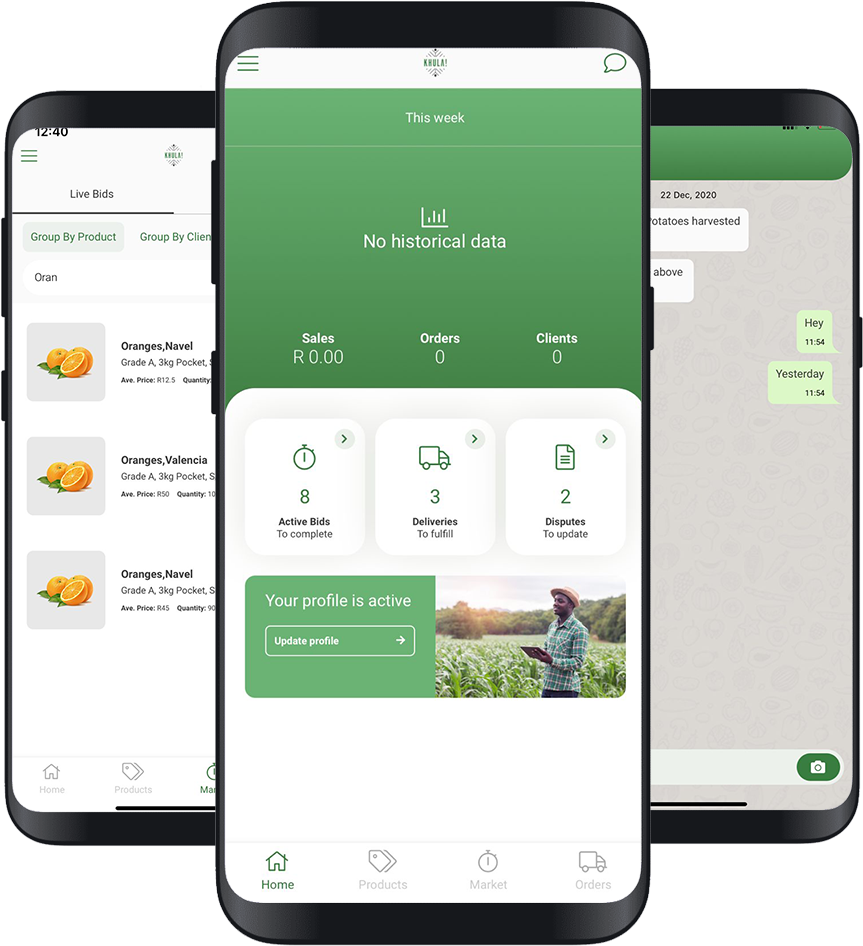 12:40
KHULA!
Live Bids
Group By Product
Group By Clien
Oran
Oranges,Navel
Grade A, 3kg Pocket, S
Ave. Price: R12.5 Quantity:
Oranges,Valencia
Grade A, 3kg Pocket, S
Ave. Price: R50 Quantity: 10
Oranges,Navel
Grade A, 3kg Pocket, S
Ave. Price: R45 Quantity: 90
Home
Products
Mar
KHULA!
This week
No historical data
Sales
R 0.00
Orders
0
Clients
0
8
Active Bids
To complete
3
Deliveries
To fulfill
2
Disputes
To update
Your profile is active
Update profile
Home
Products
Market
Orders
22 Dec, 2020
Potatoes harvested
above
Hey
11:54
Yesterday
11:54